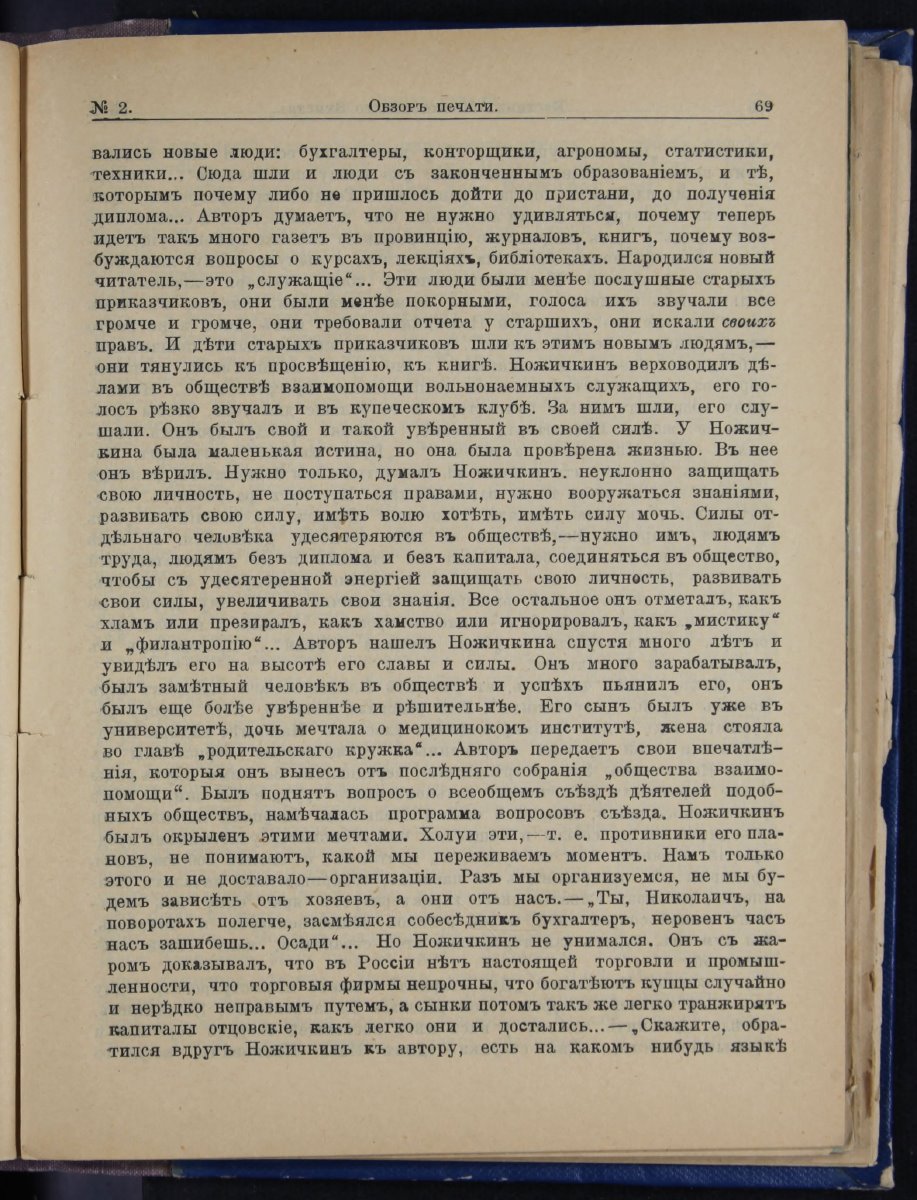 № 2.
Обзоръ печати.
69
вались новые люди: бухгалтеры, конторщики, агрономы, статистики,
техники... Сюда шли и люди съ законченнымъ образованіемъ, и тѣ,
которымъ почему либо не пришлось дойти до пристани, до полученія
диплома... Авторъ думаетъ, что не нужно удивляться, почему теперь
идетъ такъ много газетъ въ провинцію, журналовъ, книгъ, почему воз-
буждаются вопросы о курсахъ, лекціяхъ, библіотекахъ. Народился новый
читатель,—это „служащіе“... Эти люди были менѣе послушные старыхъ
приказчиковъ, они были менѣе покорными, голоса ихъ звучали все
громче и громче, они требовали отчета у старшихъ, они искали своихъ
правъ. И дѣти старыхъ приказчиковъ шли къ этимъ новымъ людямъ,—
они тянулись къ просвѣщенію, къ книгѣ. Ножичкинъ верховодилъ дѣ-
лами въ обществѣ взаимопомощи вольнонаемныхъ служащихъ, его го-
лосъ рѣзко звучалъ и въ купеческомъ клубѣ. За нимъ шли, его слу-
шали. Онъ былъ свой и такой увѣренный въ своей силѣ. У Ножич-
кина была маленькая истина, но она была провѣрена жизнью. Въ нее
онъ вѣрилъ. Нужно только, думалъ Ножичкинъ. неуклонно защищать
свою личность, не поступаться правами, нужно вооружаться знаніями,
развивать свою силу, имѣть волю хотѣть, имѣть силу мочь. Силы от-
дѣльнаго человѣка удесятеряются въ обществѣ,—нужно имъ, людямъ
труда, людямъ безъ диплома и безъ капитала, соединяться въ общество,
чтобы съ удесятеренной энергіей защищать свою личность, развивать
свои силы, увеличивать свои знанія. Все остальное онъ отметалъ, какъ
хламъ или презиралъ, какъ хамство или игнорировалъ, какъ „мистику“
и „филантропію“... Авторъ нашелъ Ножичкина спустя много лѣтъ и
увидѣлъ его на высотѣ его славы и силы. Онъ много зарабатывалъ,
былъ замѣтный человѣкъ въ обществѣ и успѣхъ пьянилъ его, онъ
былъ еще болѣе увѣреннѣе и рѣшительнѣе. Его сынъ былъ уже въ
университетѣ, дочь мечтала о медициноком​ъ институтѣ, жена стояла
во главѣ „родительскаго кружка“... Авторъ передаетъ свои впечатлѣ-
нія, которыя онъ вынесъ отъ послѣдняго собранія „общества взаимо-
помощи“. Былъ поднятъ вопросъ о всеобщемъ съѣздѣ дѣятелей подоб-
ныхъ обществъ, намѣчалась программа вопросовъ съѣзда. Ножичкинъ
былъ окрыленъ этими мечтами. Холуи эти,—т. е. противники его пла-
новъ, не понимаютъ, какой мы переживаемъ моментъ. Намъ только
этого и не доставало—организаціи. Разъ мы организуемся, не мы бу-
демъ зависѣть отъ хозяевъ, а они отъ насъ.—„Ты, Николаичъ, на
поворотахъ полегче, засмѣялся собесѣдникъ бухгалтеръ, неровенъ часъ
насъ зашибешь... Осади“... Но Ножичкинъ не унимался. Онъ съ жа-
ромъ доказывалъ, что въ Россіи нѣтъ настоящей торговли и промыш-
ленности, что торговыя фирмы непрочны, что богатѣютъ купцы случайно
и нерѣдко неправымъ путемъ, а сынки потомъ такъ же легко транжирятъ
капиталы отцовскіе, какъ легко они и достались...—„Скажите, обра-
тился вдругъ Ножичкинъ къ автору, есть на какомъ нибудь языкѣ